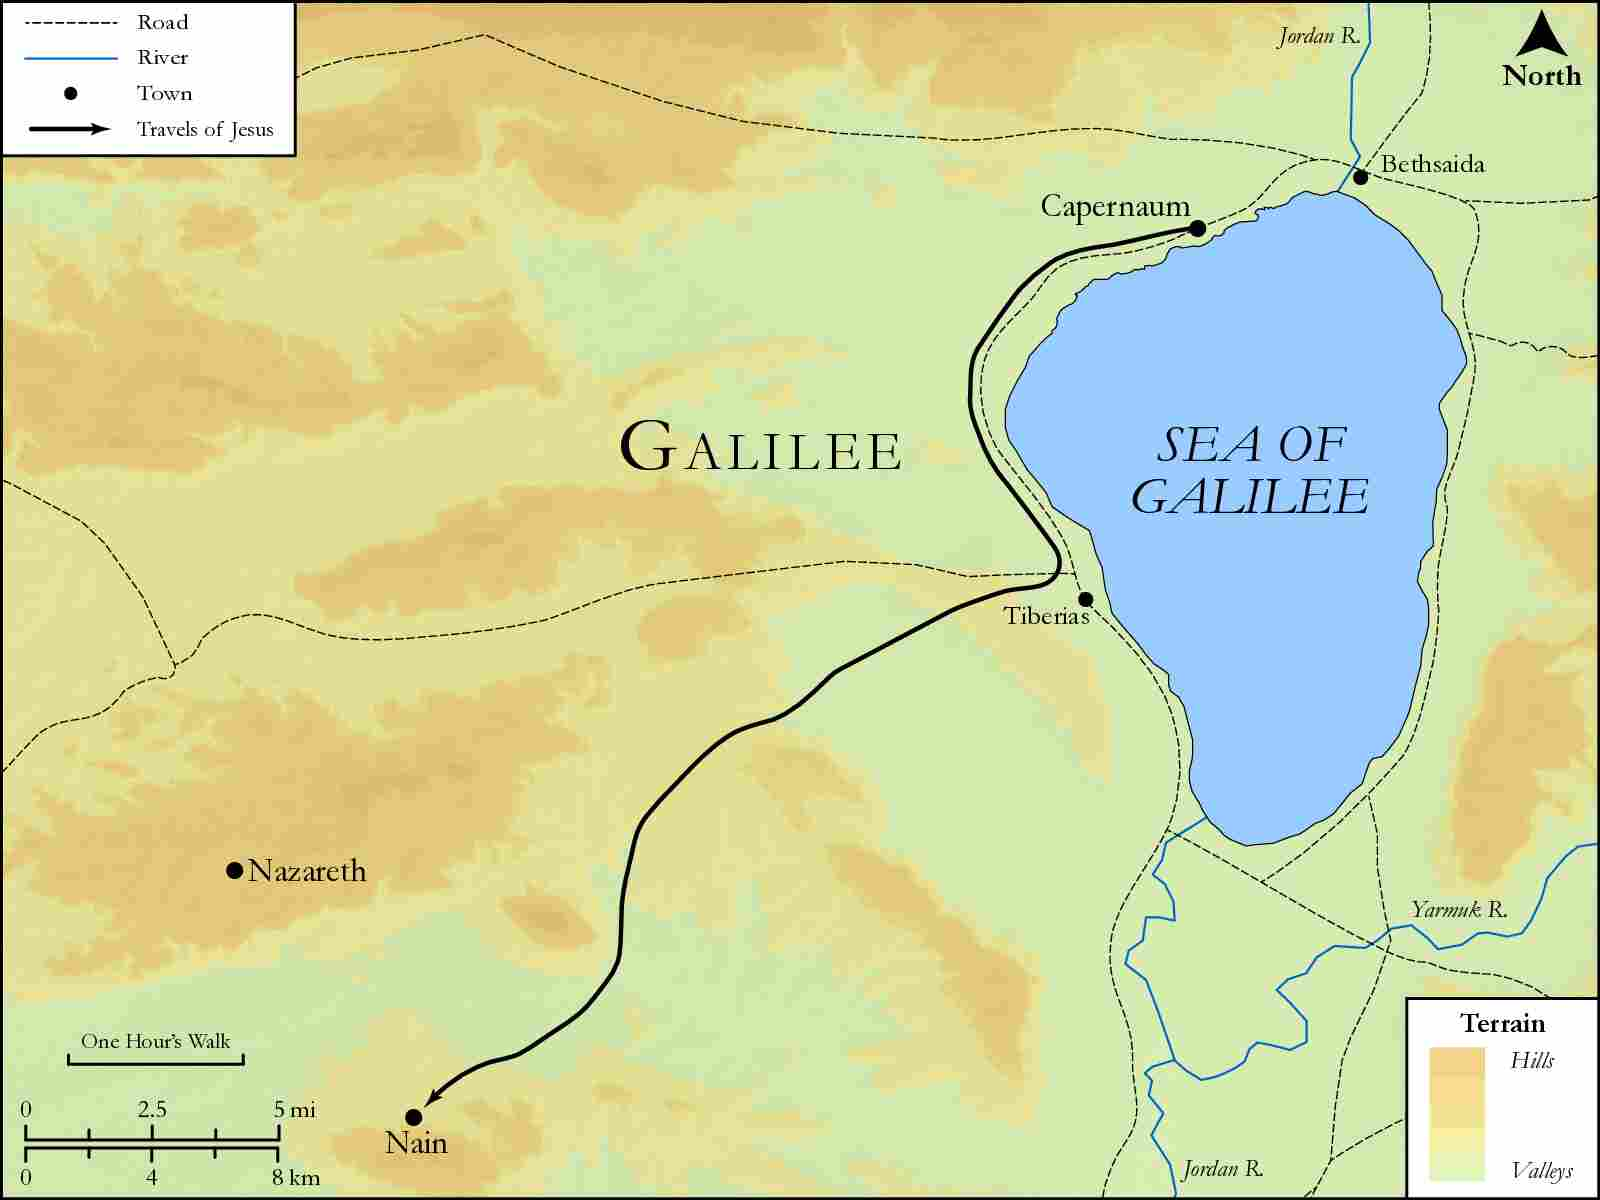 Road
River
Town
Travels of Jesus
Jordan R.
North
Bethsaida
Capernaum
GALILEE
SEA OF
GALILEE
Tiberias
Nazareth
Yarmuk R.
One Hour's Walk
0 2.5 5 mi
0 4 8 km
Nain
Jordan R.
Terrain
Hills
Valleys